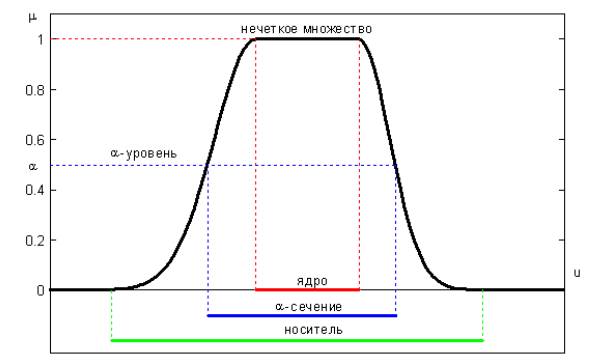 μ
нечеткое множество
1
0.8
0.6
α-уровень
α
0.4
0.2
u
ядро
0
α-сечение
носитель